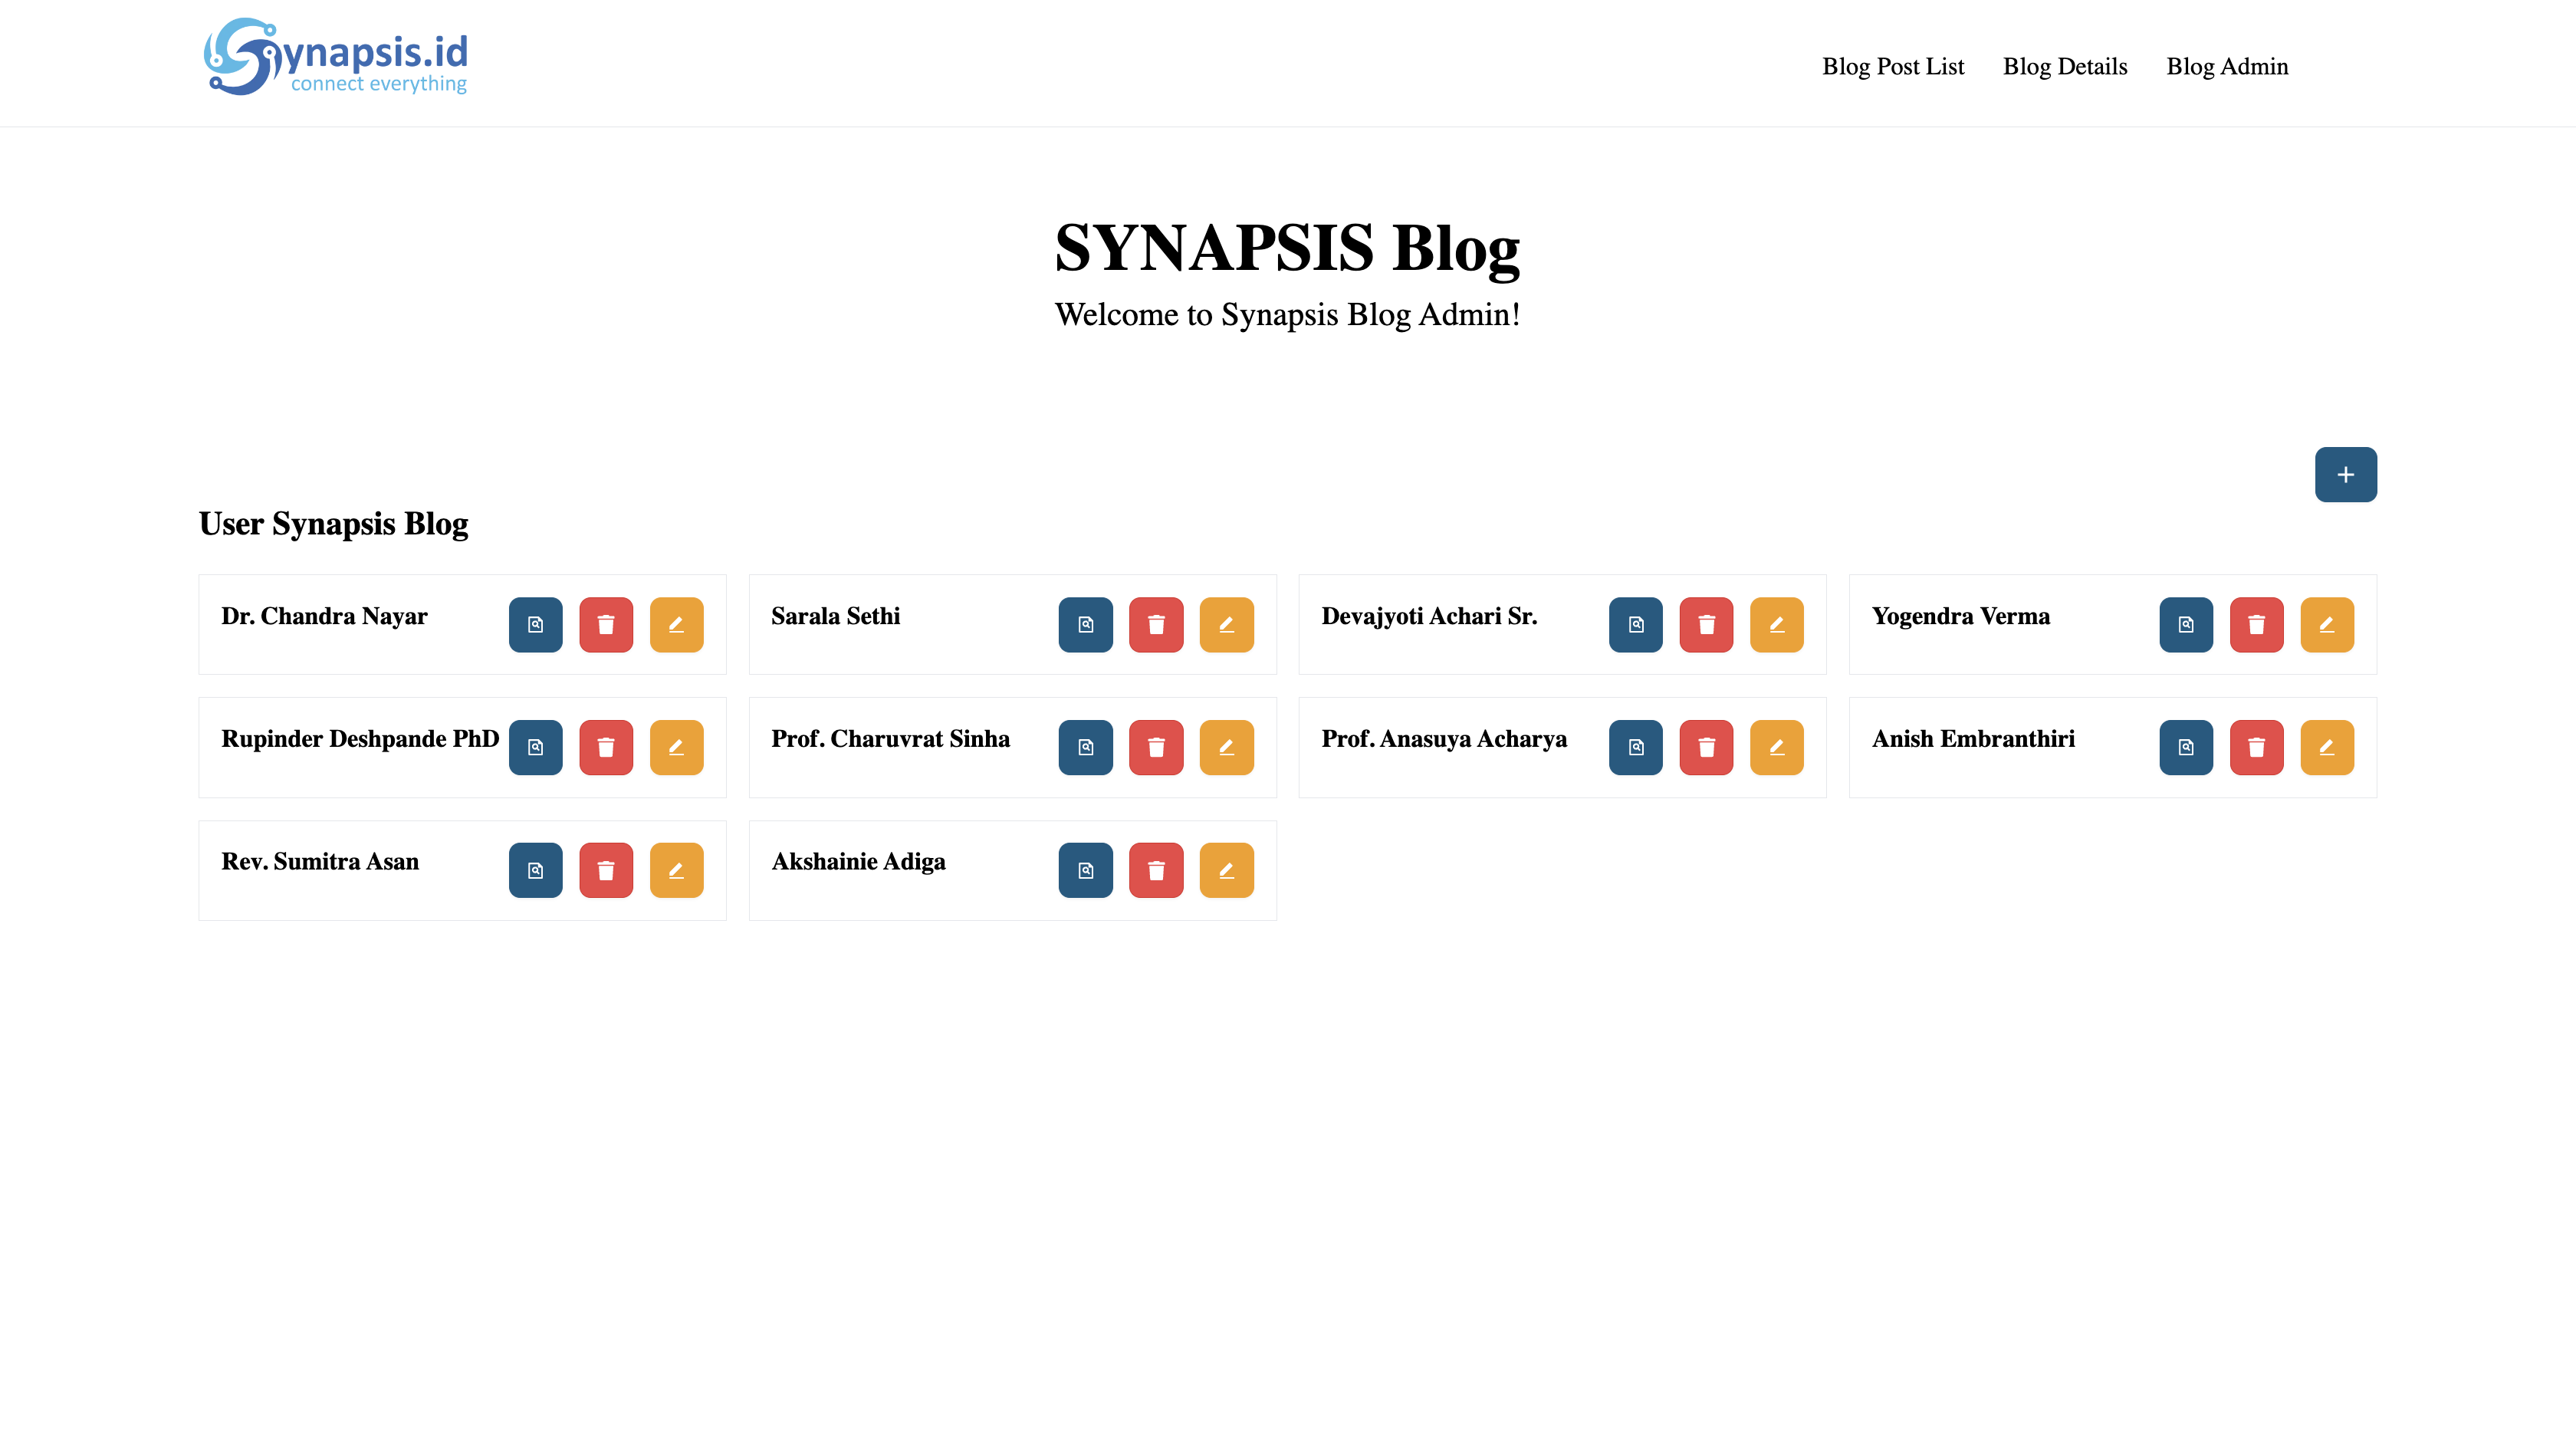 Synapsis.id
connect everything
Blog Post List Blog Details Blog Admin
SYNAPSIS Blog
Welcome to Synapsis Blog Admin!
+
User Synapsis Blog
Dr. Chandra Nayar
Sarala Sethi
Devajyoti Achari Sr.
Yogendra Verma
Rupinder Deshpande PhD
Prof. Charuvrat Sinha
Prof. Anasuya Acharya
Anish Embranthiri
Rev. Sumitra Asan
Akshainie Adiga